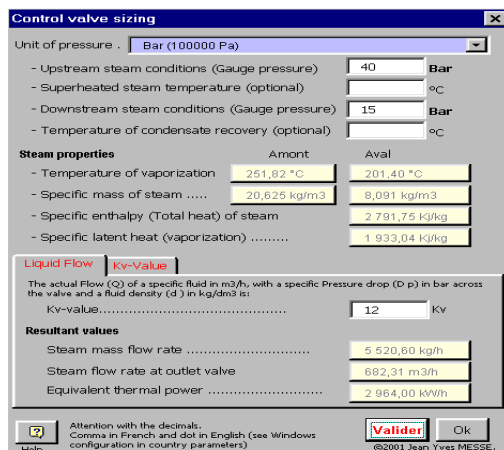 Control valve sizing
Unit of pressure . Bar (100000 Pa)
- Upstream steam conditions (Gauge pressure) 40 Bar
- Superheated steam temperature (optional) °C
- Downstream steam conditions (Gauge pressure) 15 Bar
- Temperature of condensate recovery (optional) °C
Steam properties Amont Aval
- Temperature of vaporization 251,82 °C 201,40 °C
- Specific mass of steam ..... 20,625 kg/m3 8,091 kg/m3
- Specific enthalpy (Total heat) of steam 2 791,75 Kj/kg
- Specific latent heat (vaporization) ......... 1 933,04 Kj/kg
Liquid Flow Kv-Value
The actual Flow (Q) of a specific fluid in m3/h, with a specific Pressure drop (D p) in bar across
the valve and a fluid density (d ) in kg/dm3 is:
Kv-value............................................. 12 Kv
Resultant values
Steam mass flow rate .............................. 5 520,60 kg/h
Steam flow rate at outlet valve 682,31 m3/h
Equivalent thermal power ........................... 2 964,00 kW/h
Attention with the decimals.
Comma in French and dot in English (see Windows
configuration in country parameters)
Help
Valider Ok
©2001 Jean Yves MESSE.